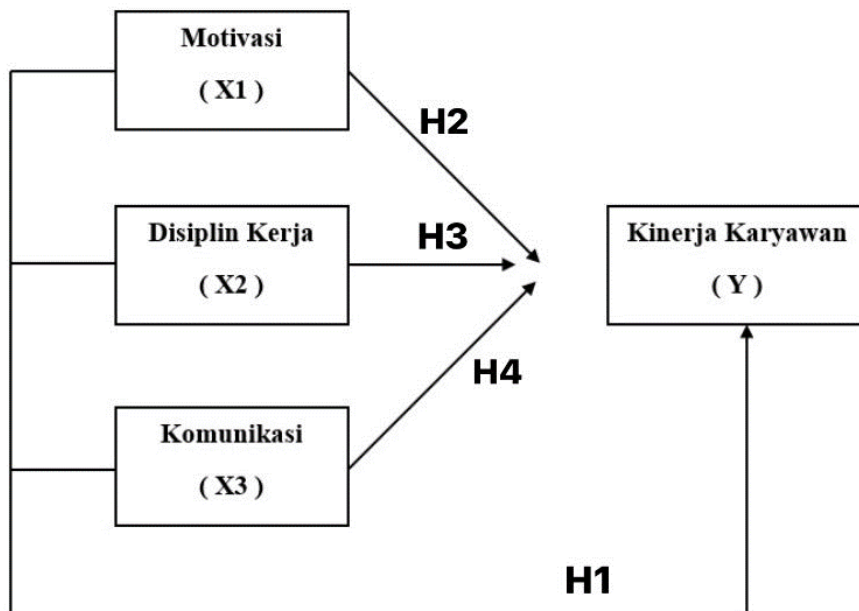 Motivasi
( X1 )
H2
Disiplin Kerja
( X2 )
H3
Kinerja Karyawan
( Y )
H4
Komunikasi
( X3 )
H1